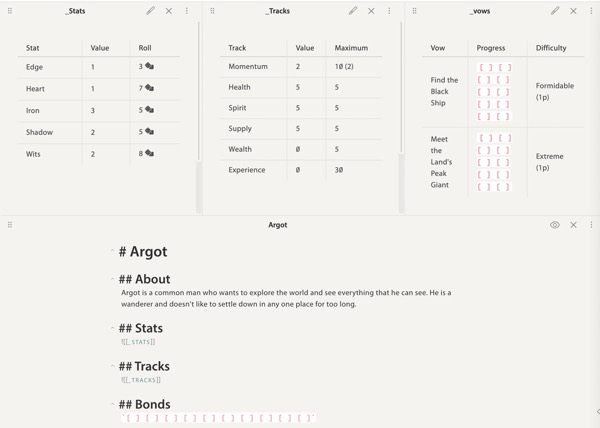 _Stats
Stat Value Roll
Edge 1 3
Heart 1 7
Iron 3 5
Shadow 2 5
Wits 2 8
_Tracks
Track Value Maximum
Momentum 2 10 (2)
Health 5 5
Spirit 5 5
Supply 5 5
Wealth 0 5
Experience 0 30
_vows
Vow Progress Difficulty
[ ] [ ]
Find the [ ] [ ] Formidable
Black [ ] [ ] (1p)
Ship [ ] [ ]
[ ] [ ]
Meet [ ] [ ]
the [ ] [ ] Extreme
Land's [ ] [ ] (1p)
Peak [ ] [ ]
Giant [ ] [ ]
Argot
# Argot
## About
Argot is a common man who wants to explore the world and see everything that he can see. He is a
wanderer and doesn't like to settle down in any one place for too long.
## Stats
![[_STATS]]
## Tracks
![[_TRACKS]]
## Bonds
`[ ] [ ] [ ] [ ] [ ] [ ] [ ] [ ] [ ] [ ]`